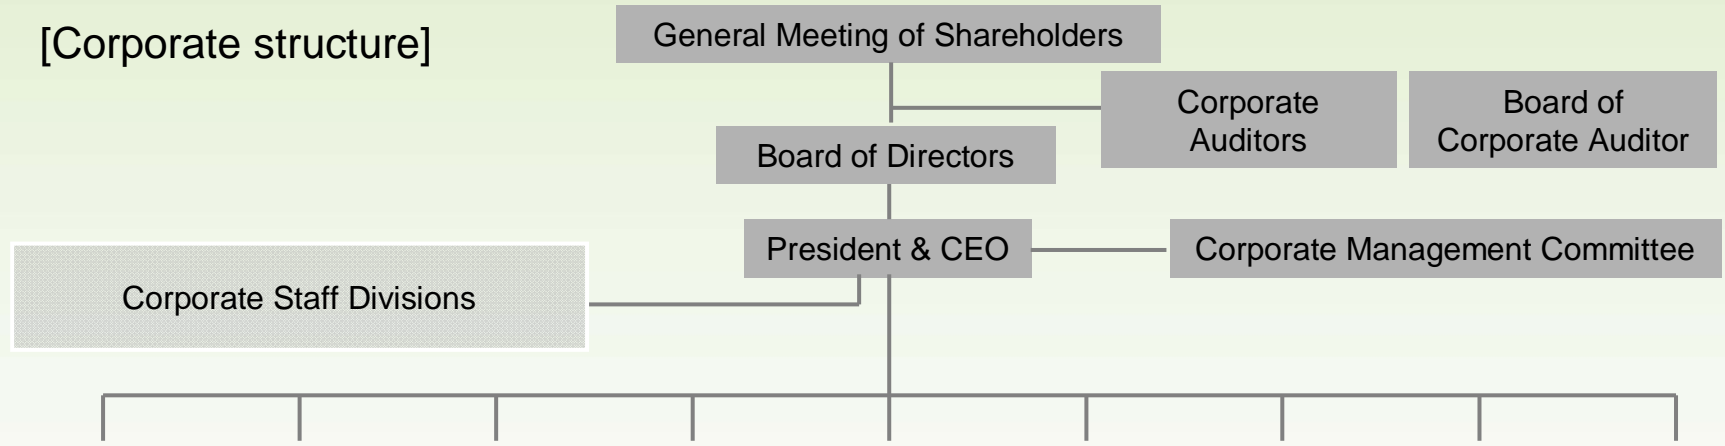 [Corporate structure]
General Meeting of Shareholders
Corporate
Auditors
Board of
Corporate Auditor
Board of Directors
President & CEO
Corporate Management Committee
Corporate Staff Divisions